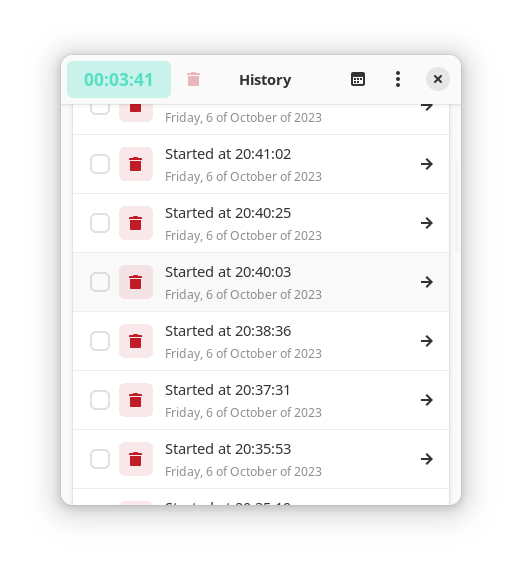 00:03:41
History
Friday, 6 of October of 2023
Started at 20:41:02
Friday, 6 of October of 2023
Started at 20:40:25
Friday, 6 of October of 2023
Started at 20:40:03
Friday, 6 of October of 2023
Started at 20:38:36
Friday, 6 of October of 2023
Started at 20:37:31
Friday, 6 of October of 2023
Started at 20:35:53
Friday, 6 of October of 2023